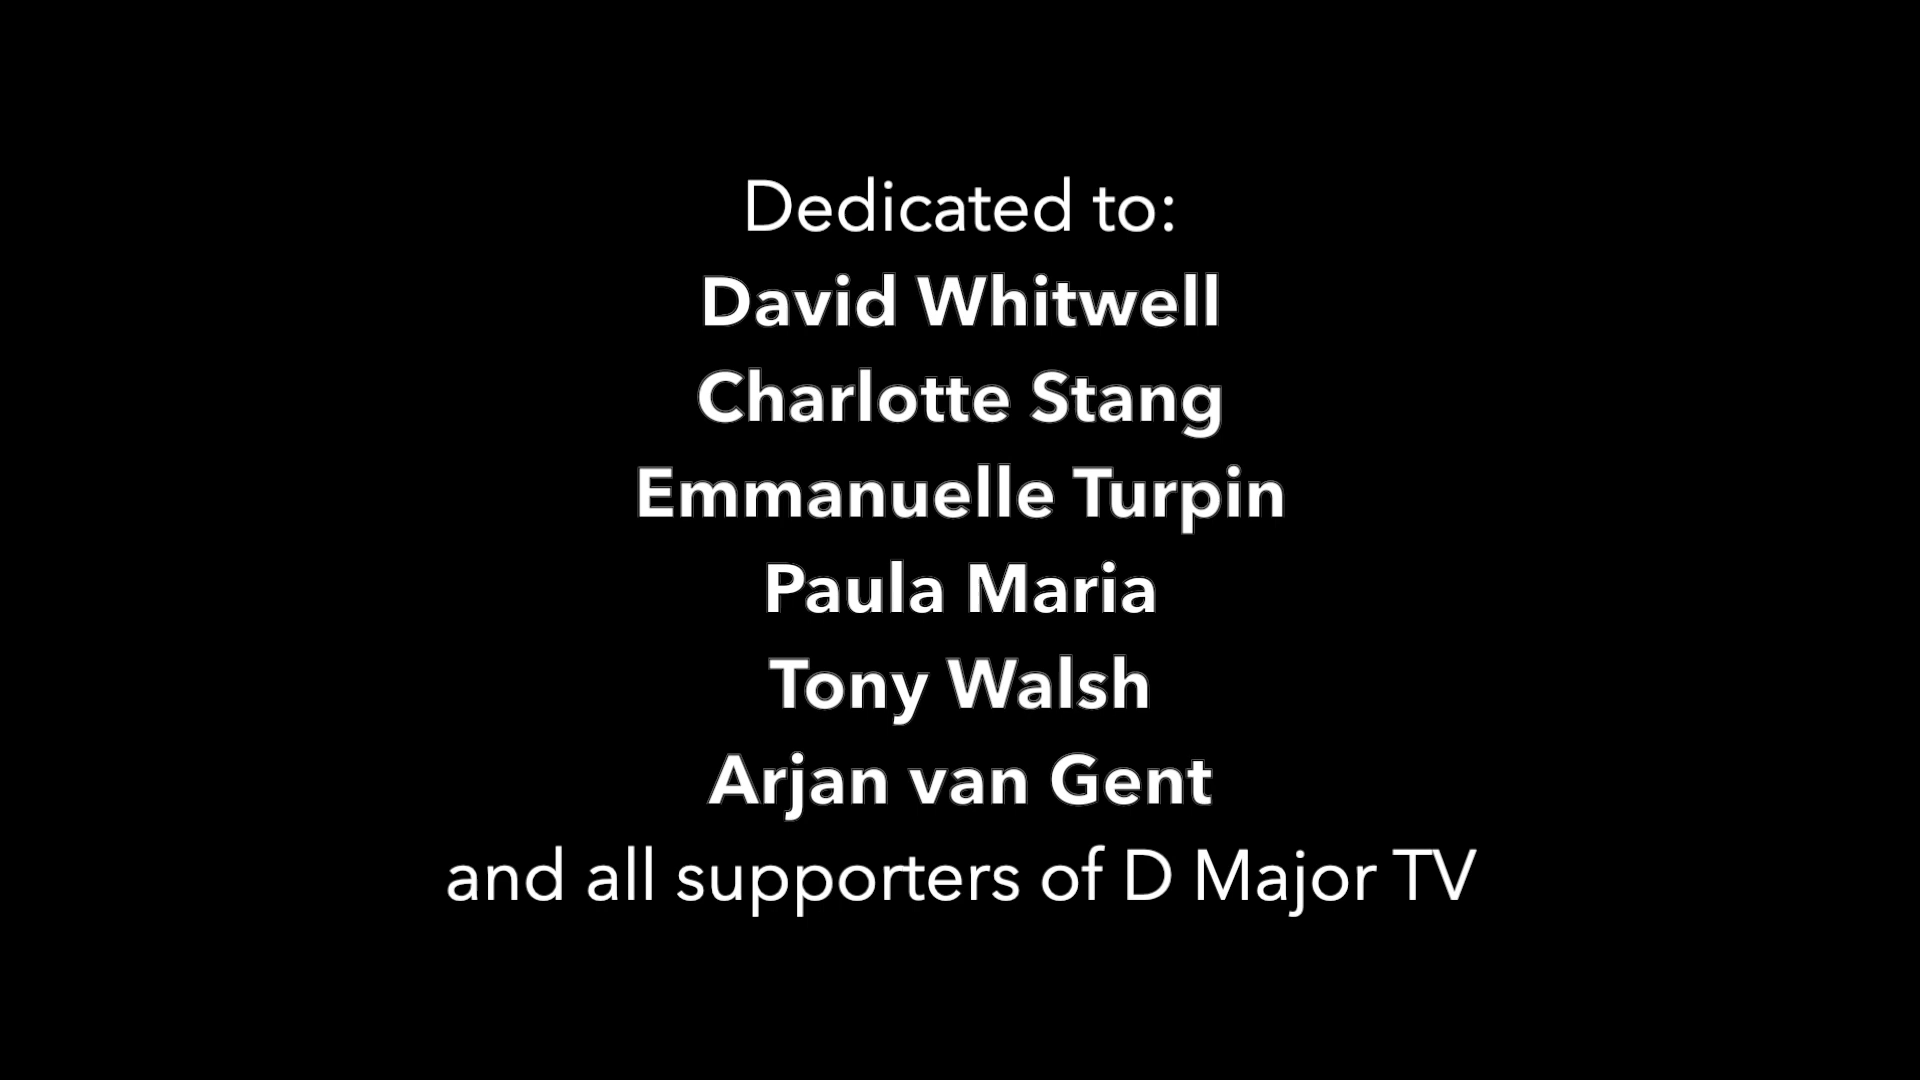 Dedicated to:
David Whitwell
Charlotte Stang
Emmanuelle Turpin
Paula Maria
Tony Walsh
Arjan van Gent
and all supporters of D Major TV